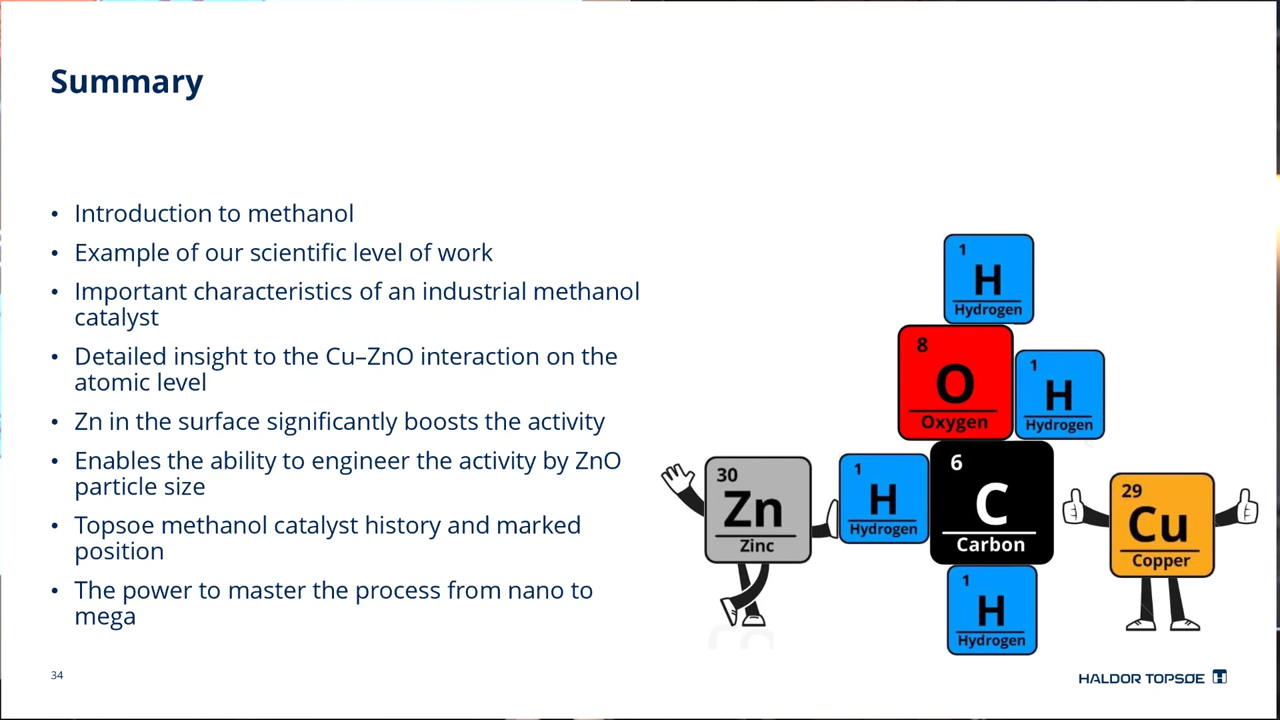 Summary
• Introduction to methanol
• Example of our scientific level of work
• Important characteristics of an industrial methanol
catalyst
• Detailed insight to the Cu–ZnO interaction on the
atomic level
• Zn in the surface significantly boosts the activity
• Enables the ability to engineer the activity by ZnO
particle size
• Topsoe methanol catalyst history and marked
position
• The power to master the process from nano to
mega
1
H
Hydrogen
8
O
Oxygen
1
H
Hydrogen
30
Zn
Zinc
1
H
Hydrogen
6
C
Carbon
29
Cu
Copper
1
H
Hydrogen
34
HALDOR TOPSØE H